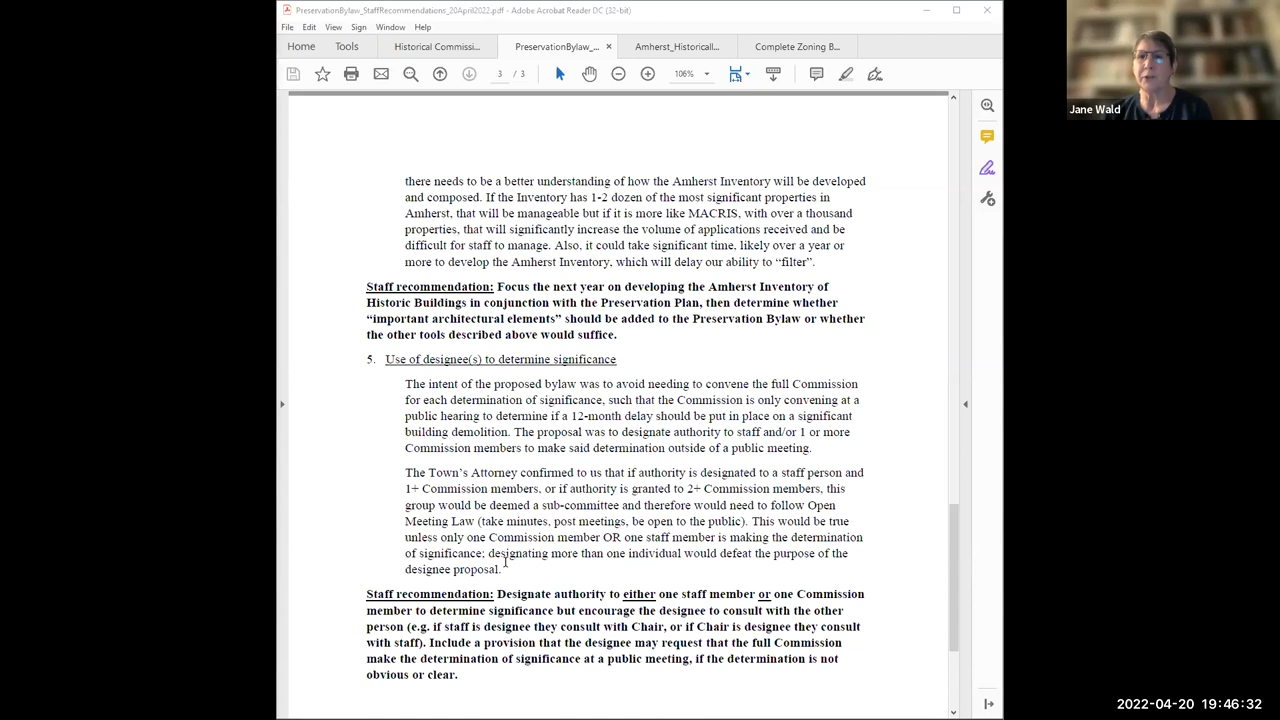 PreservationBylaw_StaffRecommendations_20April2022.pdf - Adobe Acrobat Reader DC (32-bit)
File Edit View Sign Window Help
Home Tools Historical Commissi... PreservationBylaw_... × Amherst_Historicall... Complete Zoning B...
3 / 3 106%
there needs to be a better understanding of how the Amherst Inventory will be developed
and composed. If the Inventory has 1-2 dozen of the most significant properties in
Amherst, that will be manageable but if it is more like MACRIS, with over a thousand
properties, that will significantly increase the volume of applications received and be
difficult for staff to manage. Also, it could take significant time, likely over a year or
more to develop the Amherst Inventory, which will delay our ability to “filter”.
Staff recommendation: Focus the next year on developing the Amherst Inventory of
Historic Buildings in conjunction with the Preservation Plan, then determine whether
“important architectural elements” should be added to the Preservation Bylaw or whether
the other tools described above would suffice.
5. Use of designee(s) to determine significance
The intent of the proposed bylaw was to avoid needing to convene the full Commission
for each determination of significance, such that the Commission is only convening at a
public hearing to determine if a 12-month delay should be put in place on a significant
building demolition. The proposal was to designate authority to staff and/or 1 or more
Commission members to make said determination outside of a public meeting.
The Town’s Attorney confirmed to us that if authority is designated to a staff person and
1+ Commission members, or if authority is granted to 2+ Commission members, this
group would be deemed a sub-committee and therefore would need to follow Open
Meeting Law (take minutes, post meetings, be open to the public). This would be true
unless only one Commission member OR one staff member is making the determination
of significance; designating more than one individual would defeat the purpose of the
designee proposal.
Staff recommendation: Designate authority to either one staff member or one Commission
member to determine significance but encourage the designee to consult with the other
person (e.g. if staff is designee they consult with Chair, or if Chair is designee they consult
with staff). Include a provision that the designee may request that the full Commission
make the determination of significance at a public meeting, if the determination is not
obvious or clear.
Jane Wald
2022-04-20 19:46:32